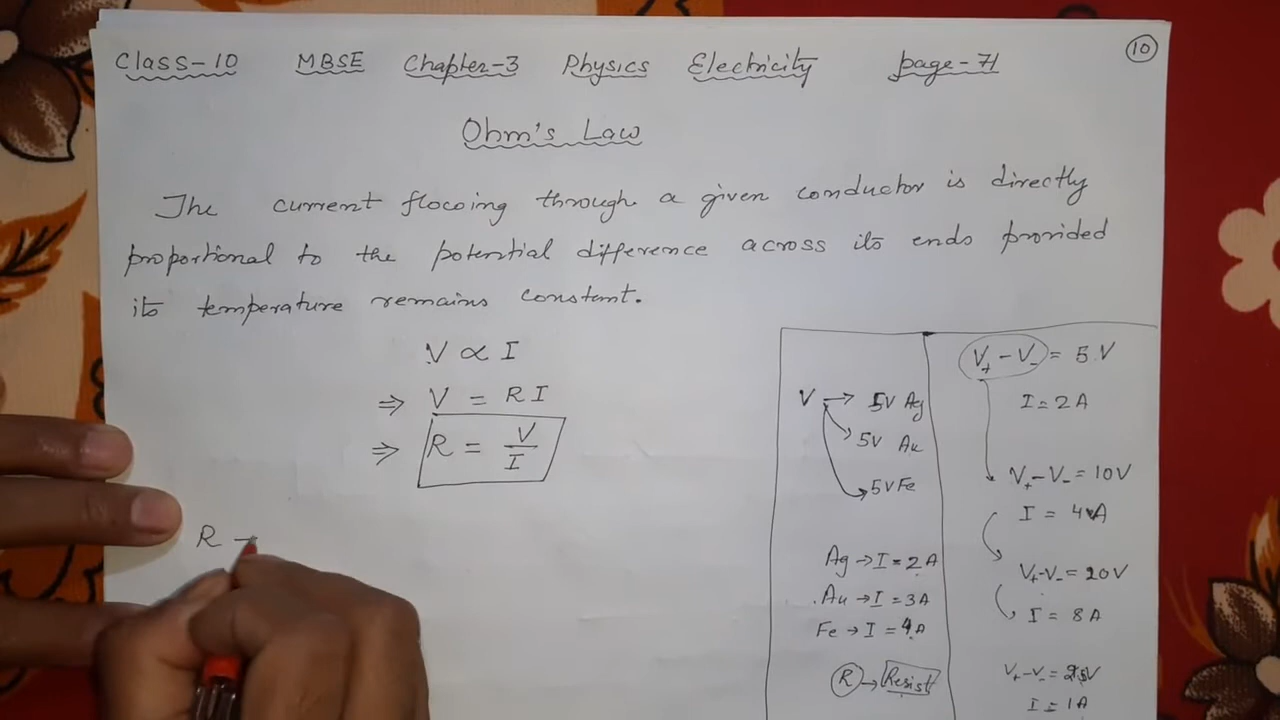 10
Class-10 MBSE Chapter-3 Physics Electricity page-71
Ohm's Law
The current flowing through a given conductor is directly
proportional to the potential difference across its ends provided
its temperature remains constant.
V ∝ I
⇒ V = RI
⇒ R = V/I
R →
V → 5V Ag
5V Au
5V Fe
Ag → I = 2A
Au → I = 3A
Fe → I = 4A
R → Resist
V₊ - V₋ = 5V
I = 2A
V₊ - V₋ = 10V
I = 4A
V₊ - V₋ = 20V
I = 8A
V₊ - V₋ =
I = 1A